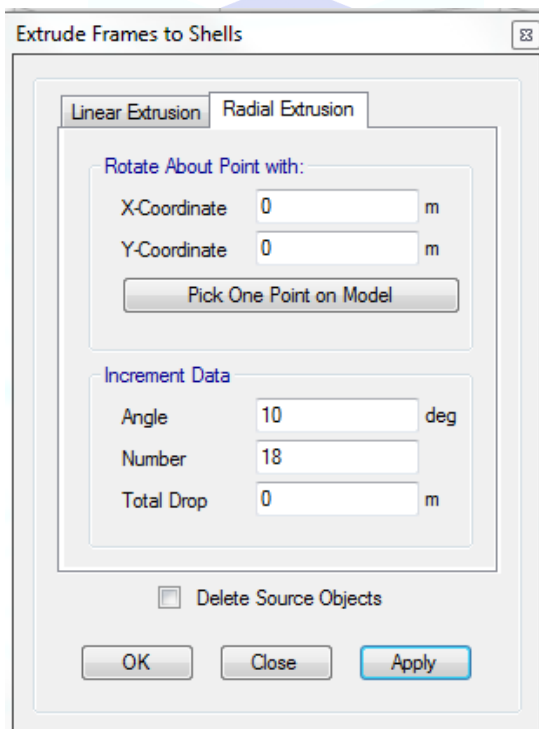 Extrude Frames to Shells
Linear Extrusion Radial Extrusion
Rotate About Point with:
X-Coordinate 0 m
Y-Coordinate 0 m
Pick One Point on Model
Increment Data
Angle 10 deg
Number 18
Total Drop 0 m
Delete Source Objects
OK Close Apply